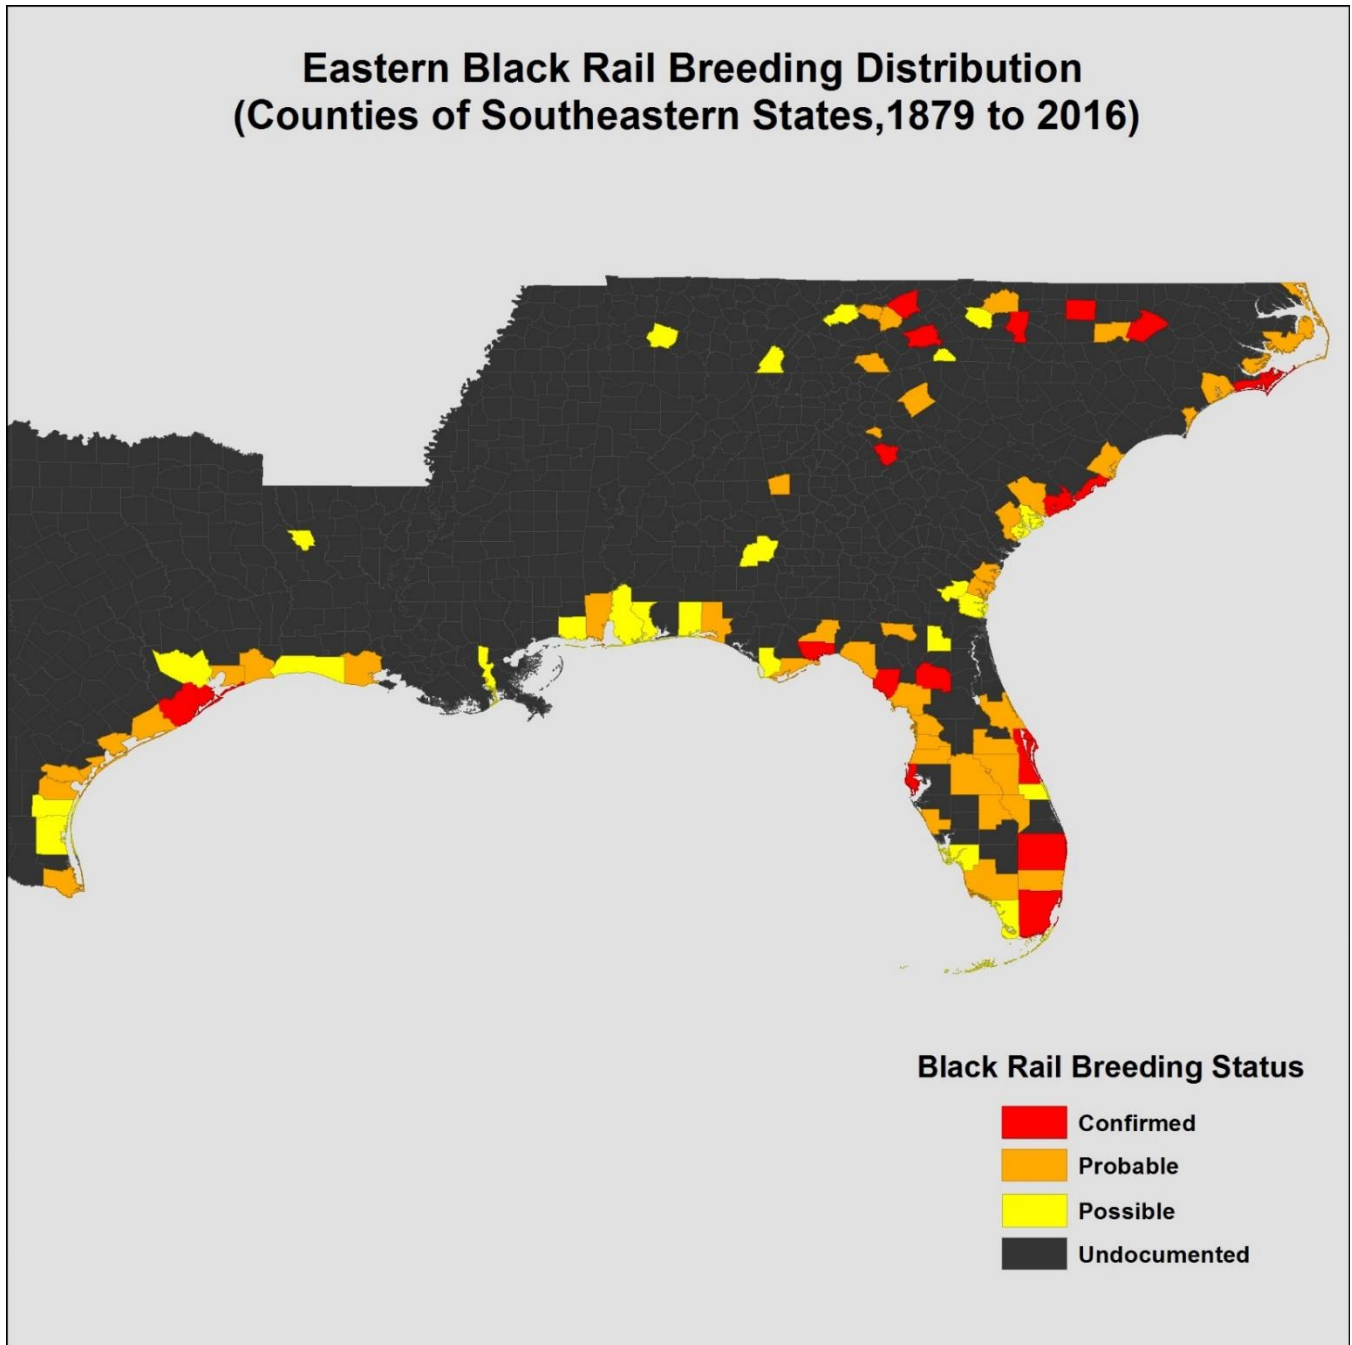 Eastern Black Rail Breeding Distribution
(Counties of Southeastern States,1879 to 2016)
Black Rail Breeding Status
Confirmed
Probable
Possible
Undocumented